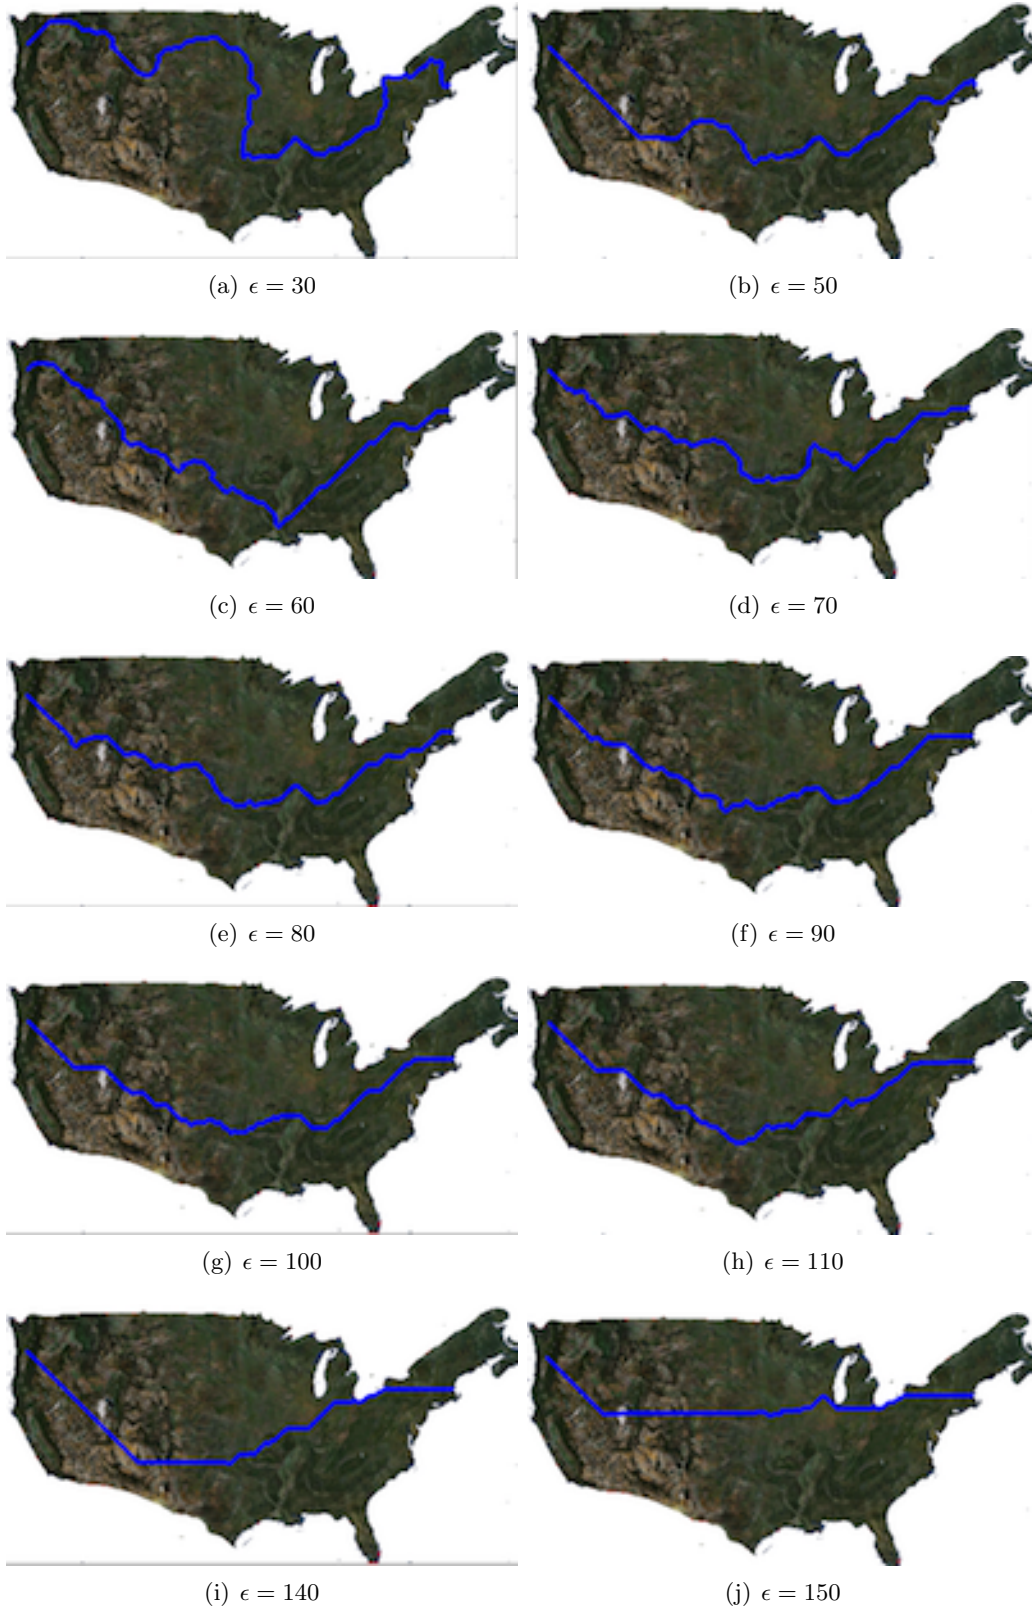 (a) ϵ = 30
(b) ϵ = 50
(c) ϵ = 60
(d) ϵ = 70
(e) ϵ = 80
(f) ϵ = 90
(g) ϵ = 100
(h) ϵ = 110
(i) ϵ = 140
(j) ϵ = 150